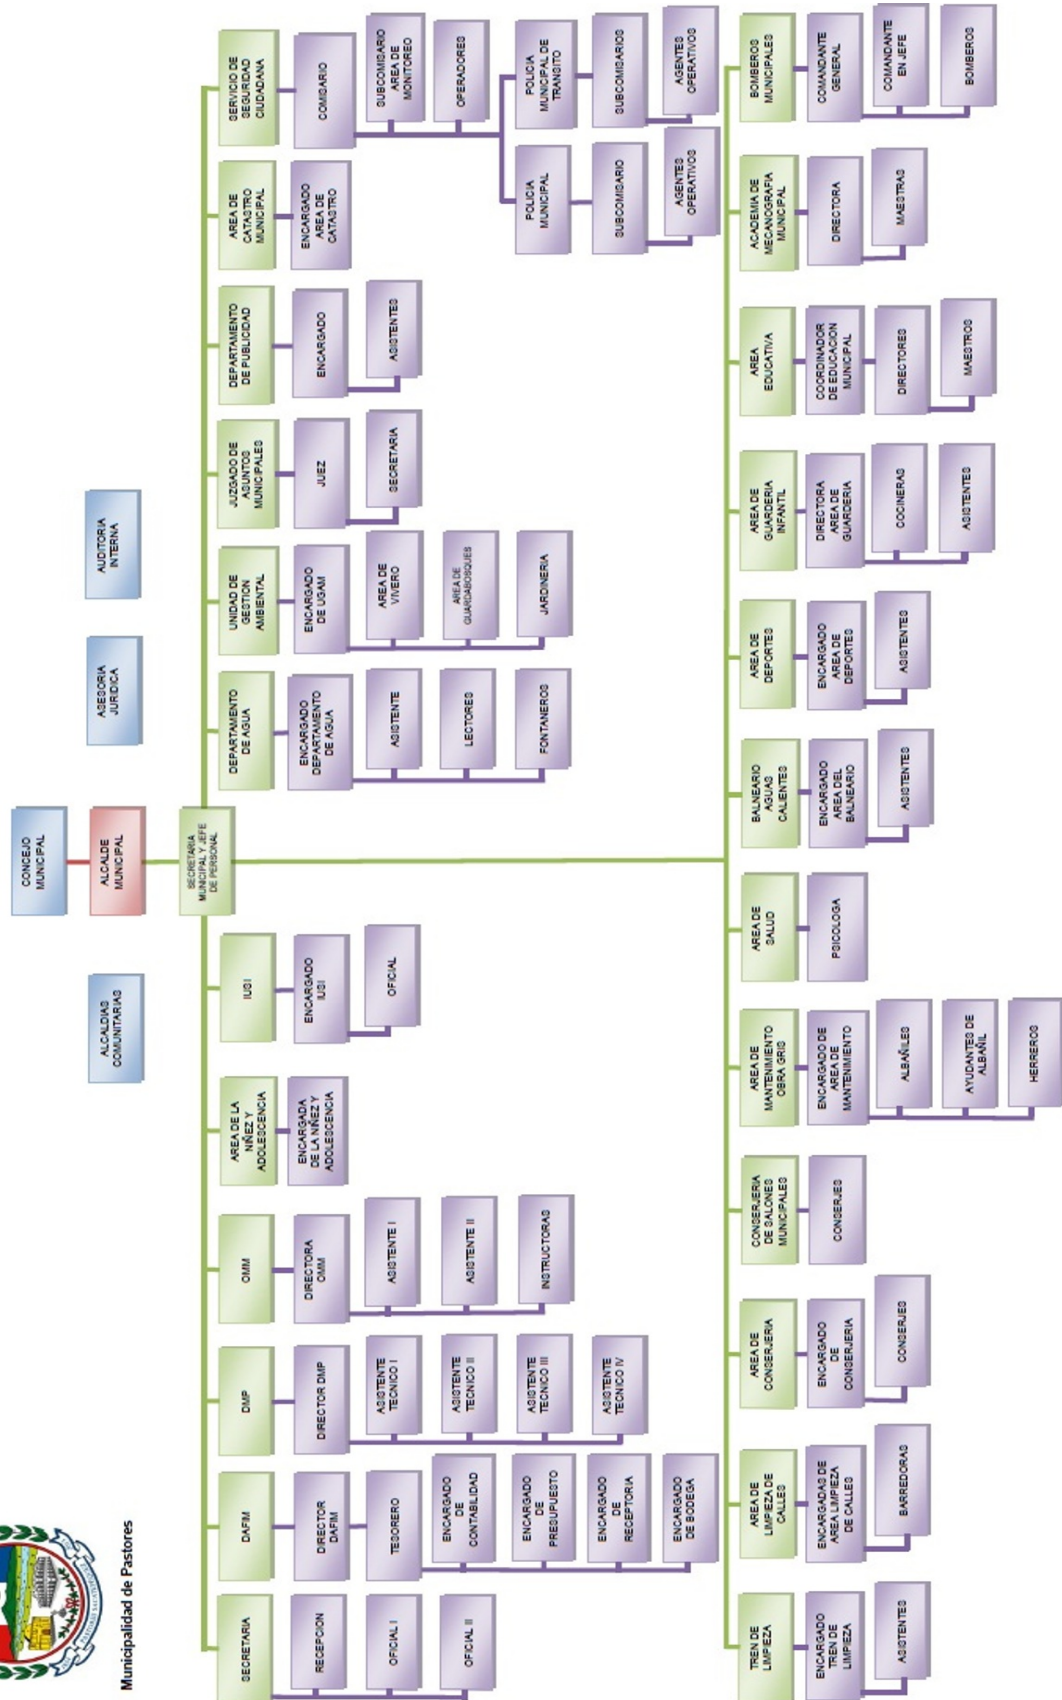 Municipalidad de Pastores
CONCEJO
MUNICIPAL
ALCALDIAS
COMUNITARIAS
ALCALDE
MUNICIPAL
ASESORIA
JURIDICA
AUDITORIA
INTERNA
SECRETARIA
MUNICIPAL Y JEFE
DE PERSONAL
SECRETARIA
RECEPCION
OFICIAL I
OFICIAL II
DAFIM
DIRECTOR
DAFIM
TESORERO
ENCARGADO
DE
CONTABILIDAD
ENCARGADO
DE
PRESUPUESTO
ENCARGADO
DE
RECEPTORIA
ENCARGADO
DE BODEGA
DMP
DIRECTOR DMP
ASISTENTE
TECNICO I
ASISTENTE
TECNICO II
ASISTENTE
TECNICO III
ASISTENTE
TECNICO IV
OMM
DIRECTORA
OMM
ASISTENTE I
ASISTENTE II
INSTRUCTORAS
AREA DE LA
NIÑEZ Y
ADOLESCENCIA
ENCARGADA
DE LA NIÑEZ Y
ADOLESCENCIA
IUSI
ENCARGADO
IUSI
OFICIAL
DEPARTAMENTO
DE AGUA
ENCARGADO
DEPARTAMENTO
DE AGUA
ASISTENTE
LECTORES
FONTANEROS
UNIDAD DE
GESTION
AMBIENTAL
ENCARGADO
DE UGAM
AREA DE
VIVERO
AREA DE
GUARDABOSQUES
JARDINERIA
JUZGADO DE
ASUNTOS
MUNICIPALES
JUEZ
SECRETARIA
DEPARTAMENTO
DE PUBLICIDAD
ENCARGADO
ASISTENTES
AREA DE
CATASTRO
MUNICIPAL
ENCARGADO
AREA DE
CATASTRO
SERVICIO DE
SEGURIDAD
CIUDADANA
COMISARIO
SUBCOMISARIO
AREA DE
MONITOREO
OPERADORES
POLICIA
MUNICIPAL
SUBCOMISARIO
AGENTES
OPERATIVOS
POLICIA
MUNICIPAL DE
TRANSITO
SUBCOMISARIOS
AGENTES
OPERATIVOS
TREN DE
LIMPIEZA
ENCARGADO
TREN DE
LIMPIEZA
ASISTENTES
AREA DE
LIMPIEZA DE
CALLES
ENCARGADAS DE
AREA LIMPIEZA
DE CALLES
BARREDORAS
AREA DE
CONSERJERIA
ENCARGADO
DE
CONSERJERIA
CONSERJES
CONSERJERIA
DE SALONES
MUNICIPALES
CONSERJES
AREA DE
MANTENIMIENTO
OBRA GRIS
ENCARGADO DE
AREA DE
MANTENIMIENTO
ALBAÑILES
AYUDANTES DE
ALBAÑIL
HERREROS
AREA DE
SALUD
PSICOLOGA
BALNEARIO
AGUAS
CALIENTES
ENCARGADO
AREA DEL
BALNEARIO
ASISTENTES
AREA DE
DEPORTES
ENCARGADO
AREA DE
DEPORTES
ASISTENTES
AREA DE
GUARDERIA
INFANTIL
DIRECTORA
AREA DE
GUARDERIA
COCINERAS
ASISTENTES
AREA
EDUCATIVA
COORDINADOR
DE EDUCACION
MUNICIPAL
DIRECTORES
MAESTROS
ACADEMIA DE
MECANOGRAFIA
MUNICIPAL
DIRECTORA
MAESTRAS
BOMBEROS
MUNICIPALES
COMANDANTE
GENERAL
COMANDANTE
EN JEFE
BOMBEROS